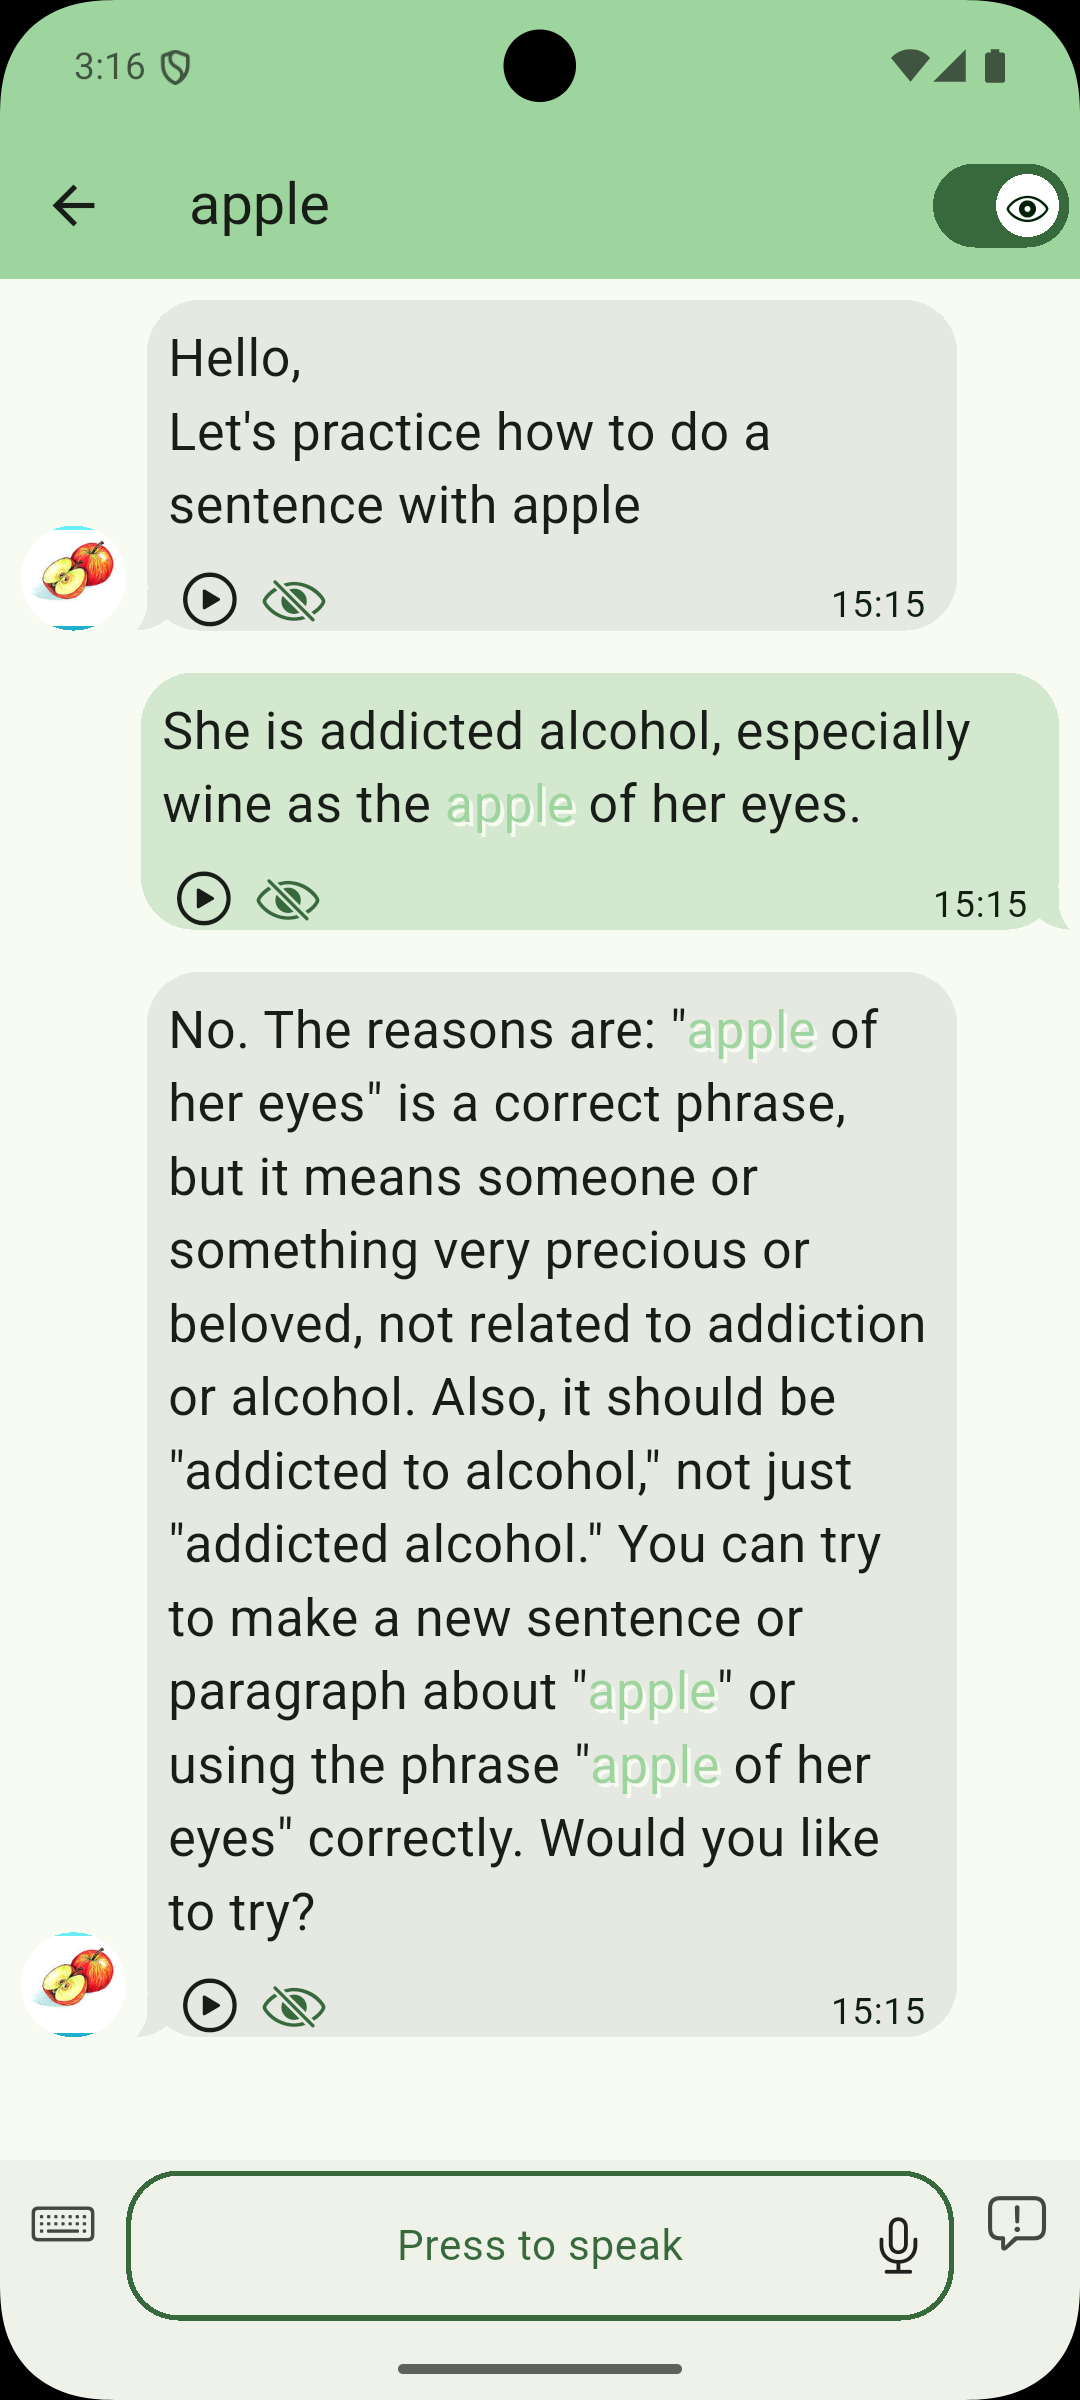 3:16
apple
Hello,
Let's practice how to do a
sentence with apple
15:15
She is addicted alcohol, especially
wine as the apple of her eyes.
15:15
No. The reasons are: "apple of
her eyes" is a correct phrase,
but it means someone or
something very precious or
beloved, not related to addiction
or alcohol. Also, it should be
"addicted to alcohol," not just
"addicted alcohol." You can try
to make a new sentence or
paragraph about "apple" or
using the phrase "apple of her
eyes" correctly. Would you like
to try?
15:15
Press to speak